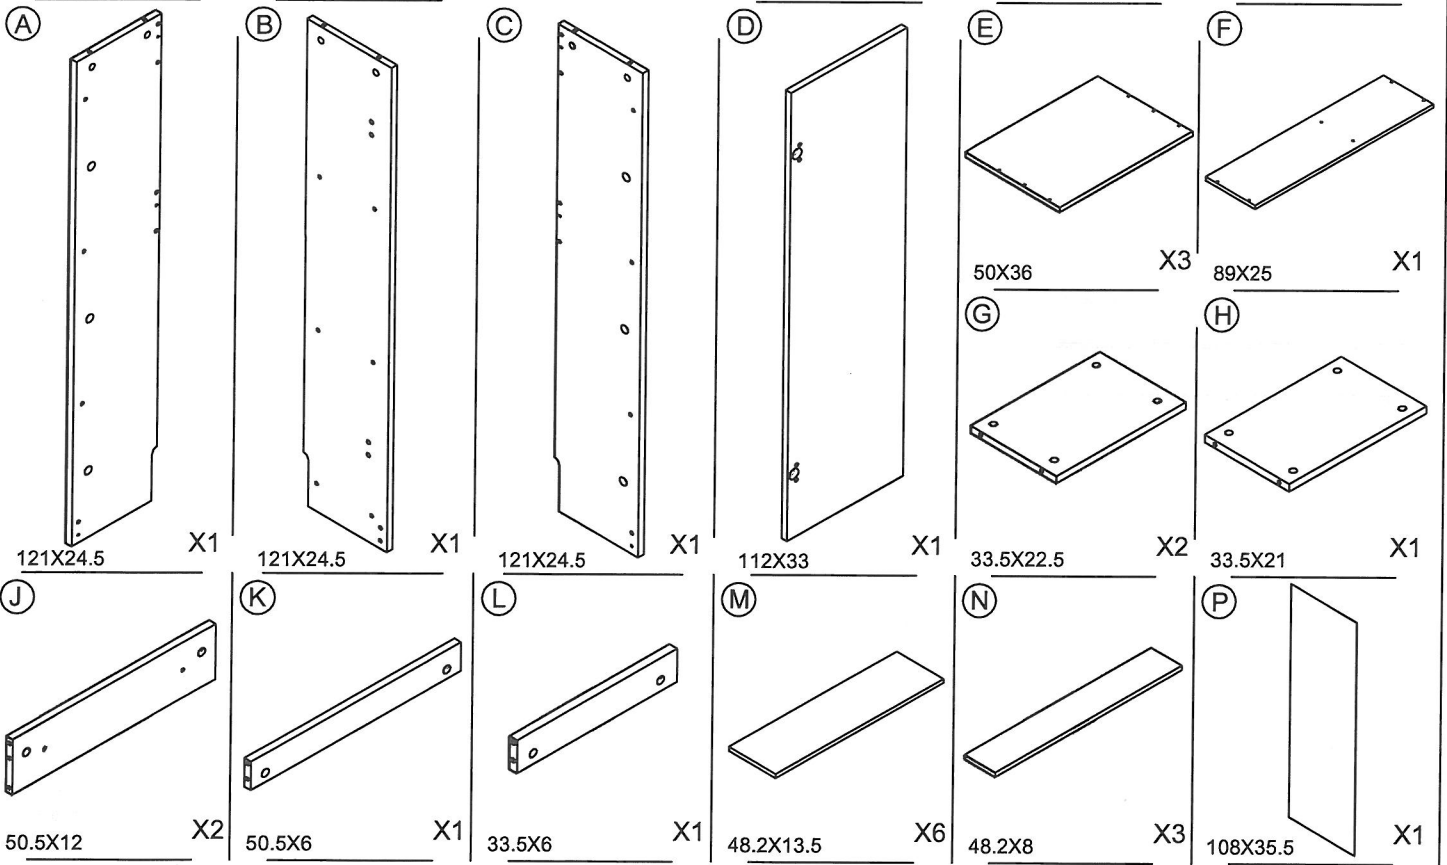 A
121X24.5 X1
B
121X24.5 X1
C
121X24.5 X1
D
112X33 X1
E
50X36 X3
F
89X25 X1
G
33.5X22.5 X2
H
33.5X21 X1
J
50.5X12 X2
K
50.5X6 X1
L
33.5X6 X1
M
48.2X13.5 X6
N
48.2X8 X3
P
108X35.5 X1